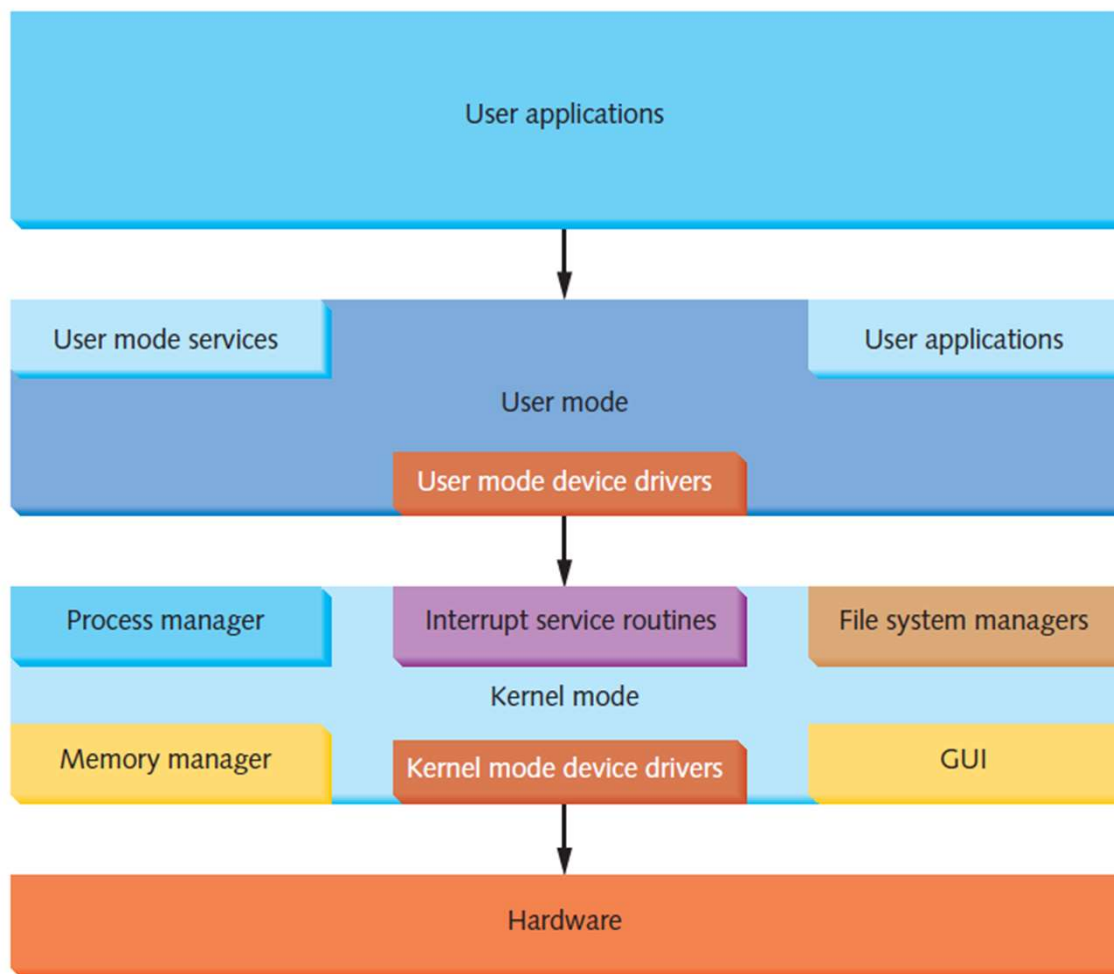 User applications
User mode services
User applications
User mode
User mode device drivers
Process manager
Interrupt service routines
File system managers
Kernel mode
Memory manager
Kernel mode device drivers
GUI
Hardware